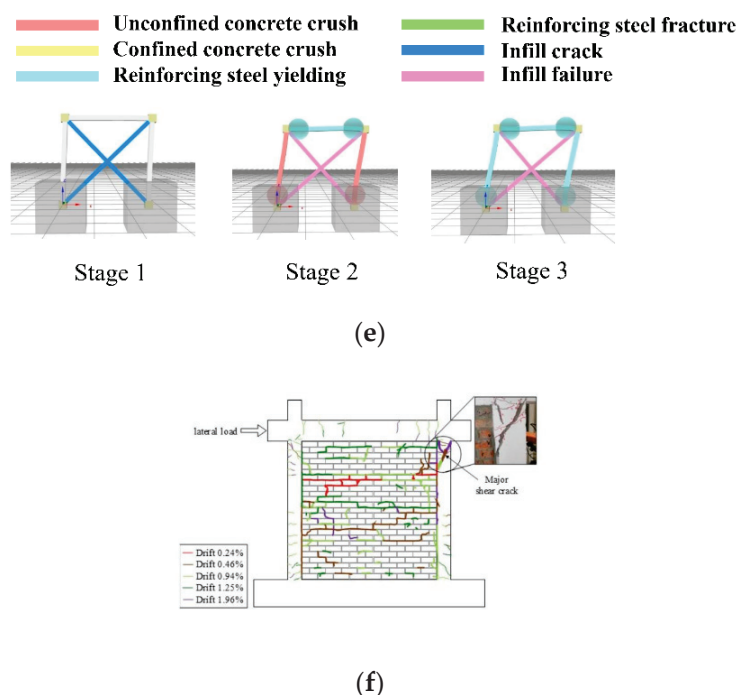 Unconfined concrete crush
Confined concrete crush
Reinforcing steel yielding
Reinforcing steel fracture
Infill crack
Infill failure
Stage 1
Stage 2
Stage 3
(e)
lateral load
Major
shear crack
Drift 0.24%
Drift 0.46%
Drift 0.94%
Drift 1.25%
Drift 1.96%
(f)